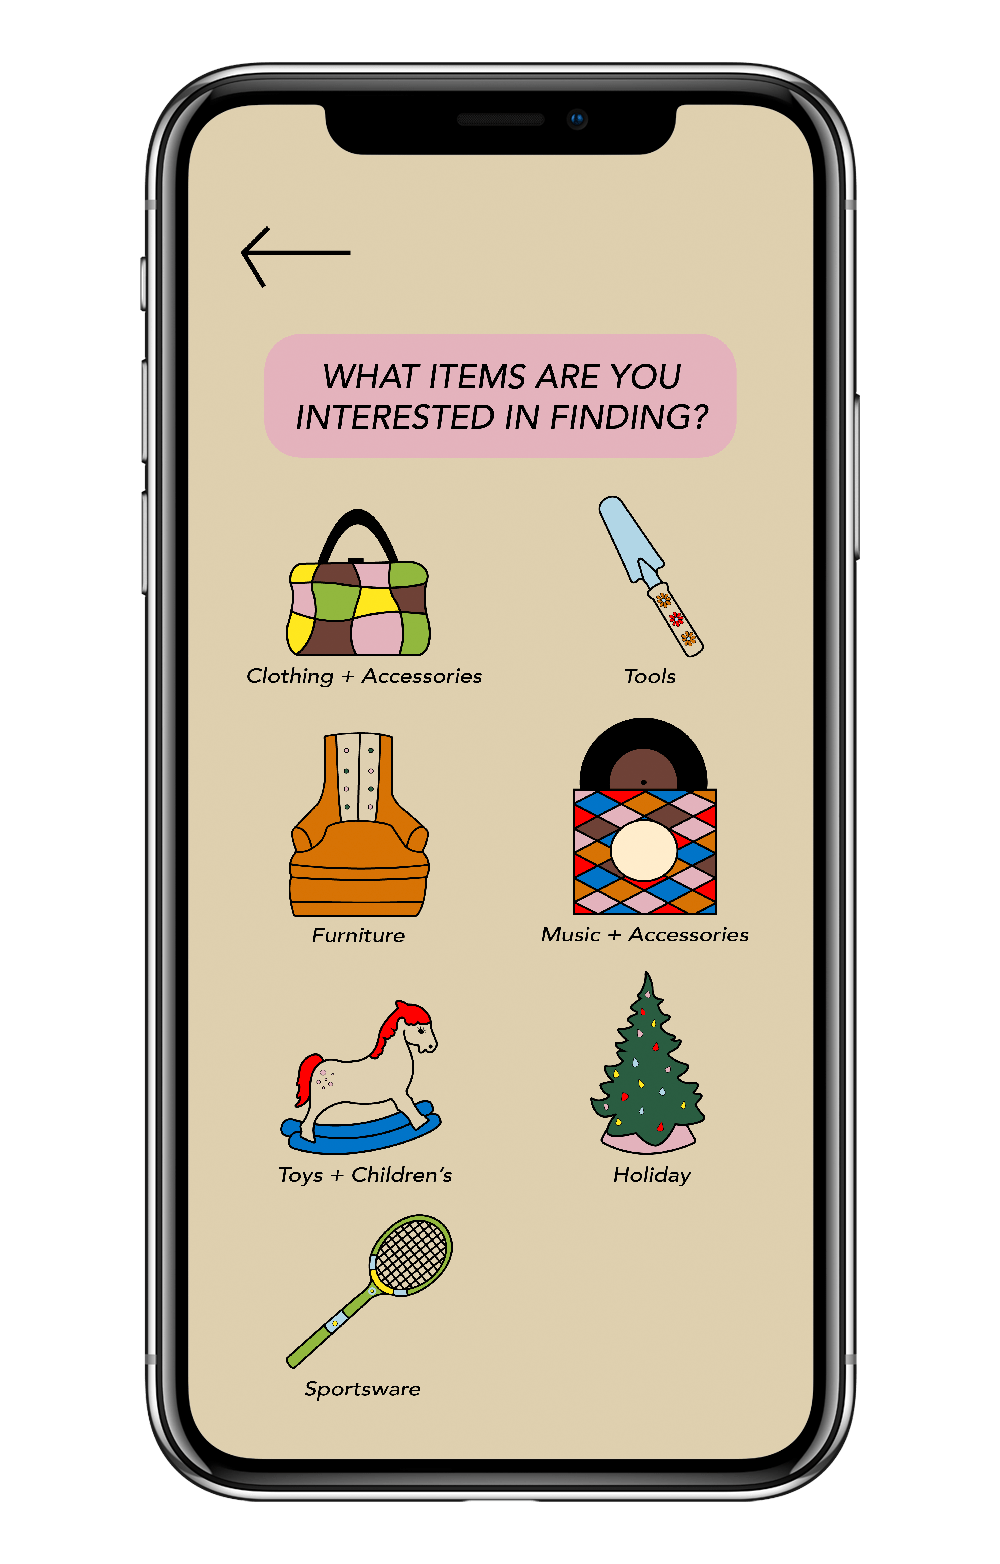 WHAT ITEMS ARE YOU
INTERESTED IN FINDING?
Clothing + Accessories
Tools
Furniture
Music + Accessories
Toys + Children's
Holiday
Sportsware